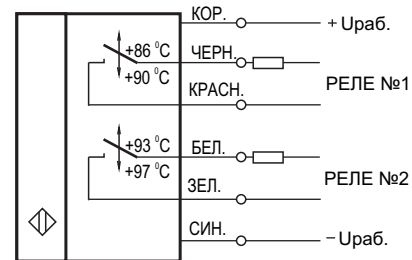 КОР.
+Uраб.
+86 °C
ЧЕРН.
+90 °C
КРАСН.
РЕЛЕ №1
+93 °C
БЕЛ.
+97 °C
ЗЕЛ.
РЕЛЕ №2
СИН.
−Uраб.